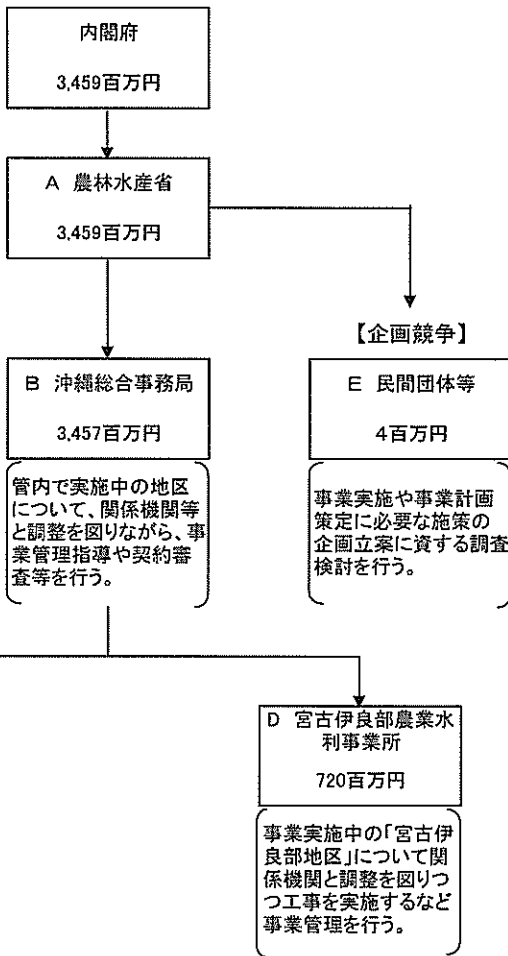 内閣府
3,459百万円
A 農林水産省
3,459百万円
【企画競争】
B 沖縄総合事務局
3,457百万円
E 民間団体等
4百万円
管内で実施中の地区
について、関係機関等
と調整を図りながら、事
業管理指導や契約審
査等を行う。
事業実施や事業計画
策定に必要な施策の
企画立案に資する調査
検討を行う。
D 宮古伊良部農業水
利事業所
720百万円
事業実施中の「宮古伊
良部地区」について関
係機関と調整を図りつ
つ工事を実施するなど
事業管理を行う。